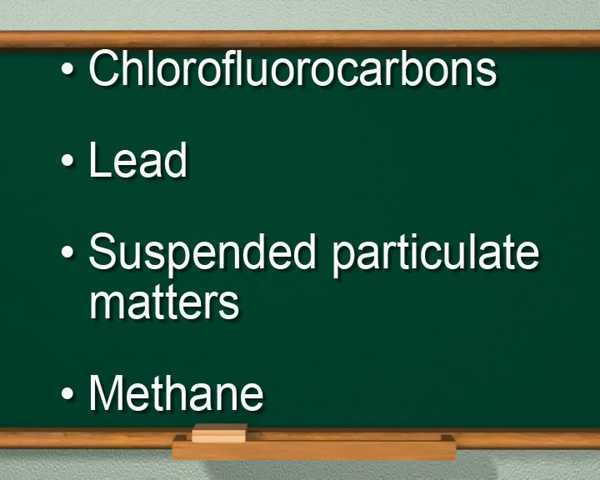 • Chlorofluorocarbons
• Lead
• Suspended particulate
matters
• Methane